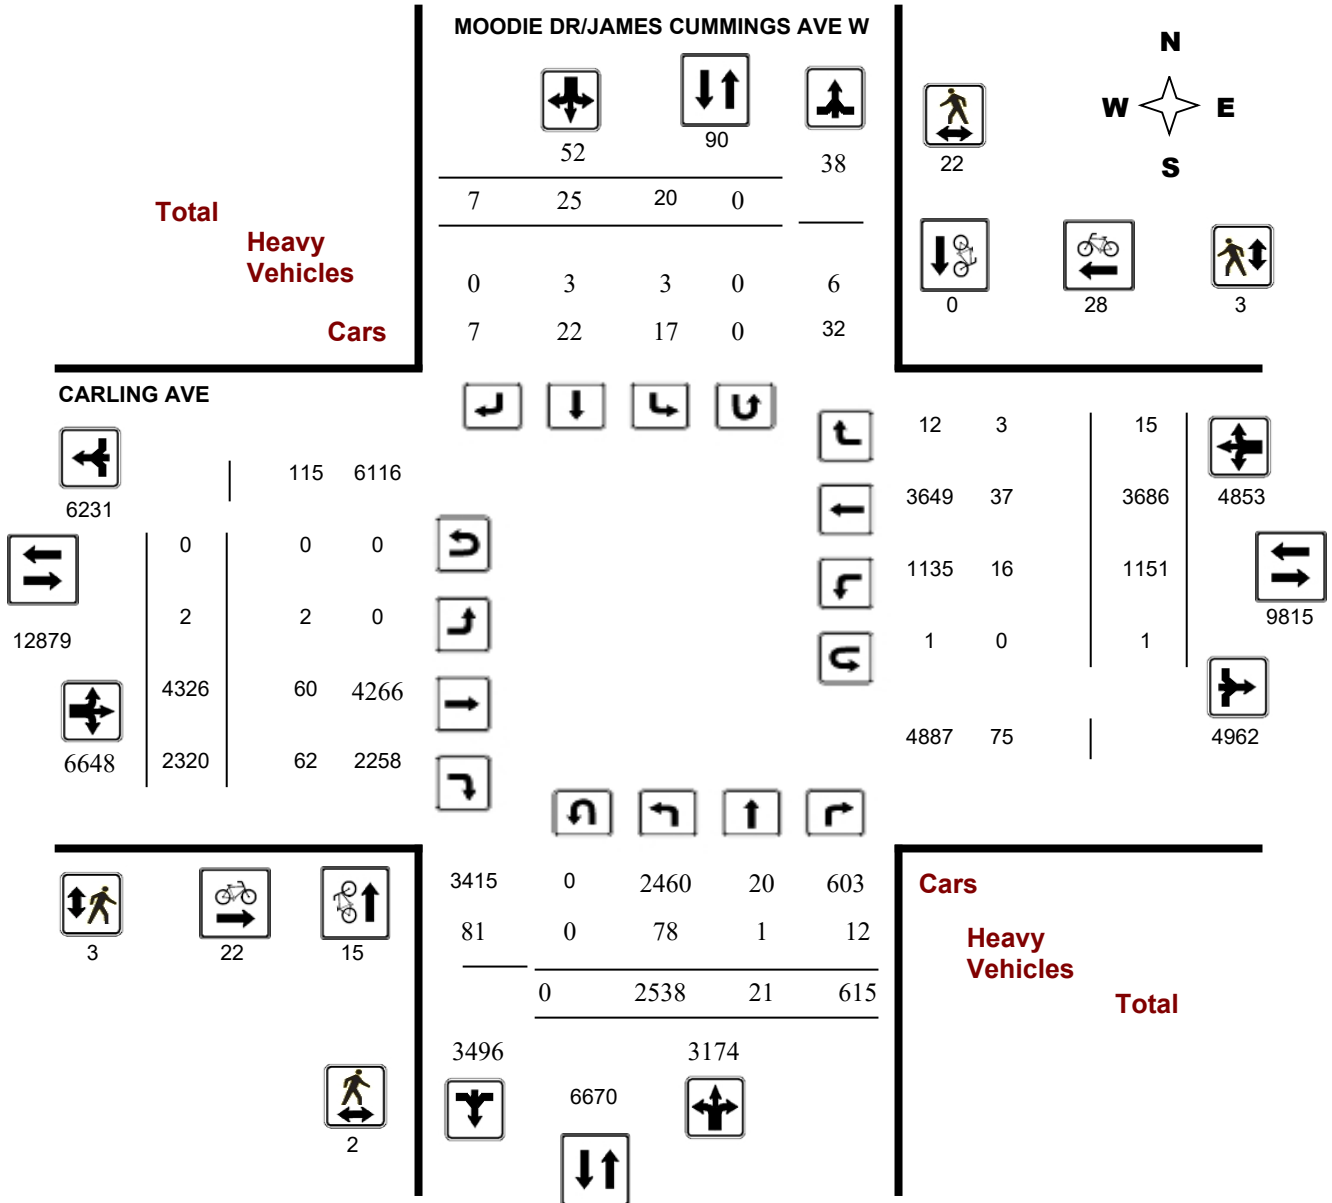 MOODIE DR/JAMES CUMMINGS AVE W
N
W E
S
52
90
38
22
7 25 20 0
Total
Heavy
Vehicles
0 3 3 0 6
Cars
7 22 17 0 32
0 28 3
CARLING AVE
115 6116
6231
0 0 0
2 2 0
12879
4326 60 4266
6648 2320 62 2258
12 3 15
3649 37 3686 4853
1135 16 1151
9815
1 0 1
4887 75 4962
3415 0 2460 20 603
81 0 78 1 12
0 2538 21 615
3496 3174
6670
3 22 15
2
Cars
Heavy
Vehicles
Total